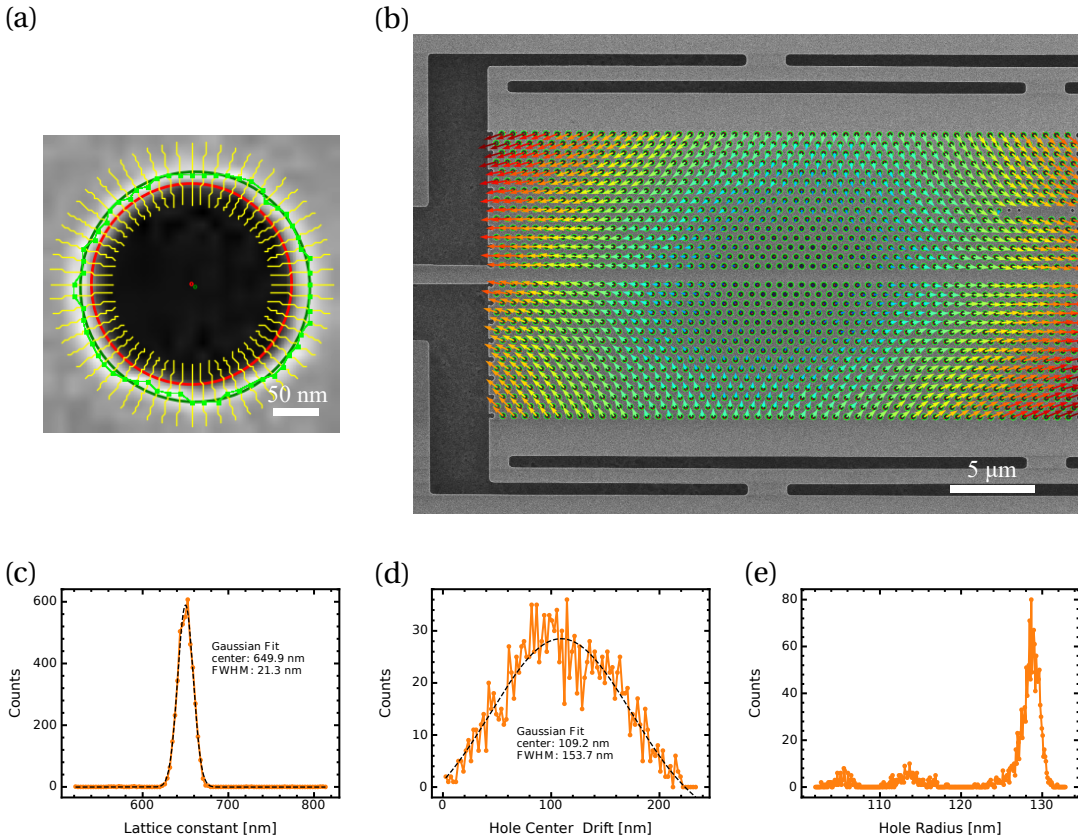 (a)
(b)
50 nm
5 μm
(c)
(d)
(e)
600
400
200
0
600
700
800
Counts
Lattice constant [nm]
Gaussian Fit
center: 649.9 nm
FWHM: 21.3 nm
30
20
10
0
0
100
200
Counts
Hole Center Drift [nm]
Gaussian Fit
center: 109.2 nm
FWHM: 153.7 nm
80
60
40
20
0
110
120
130
Counts
Hole Radius [nm]